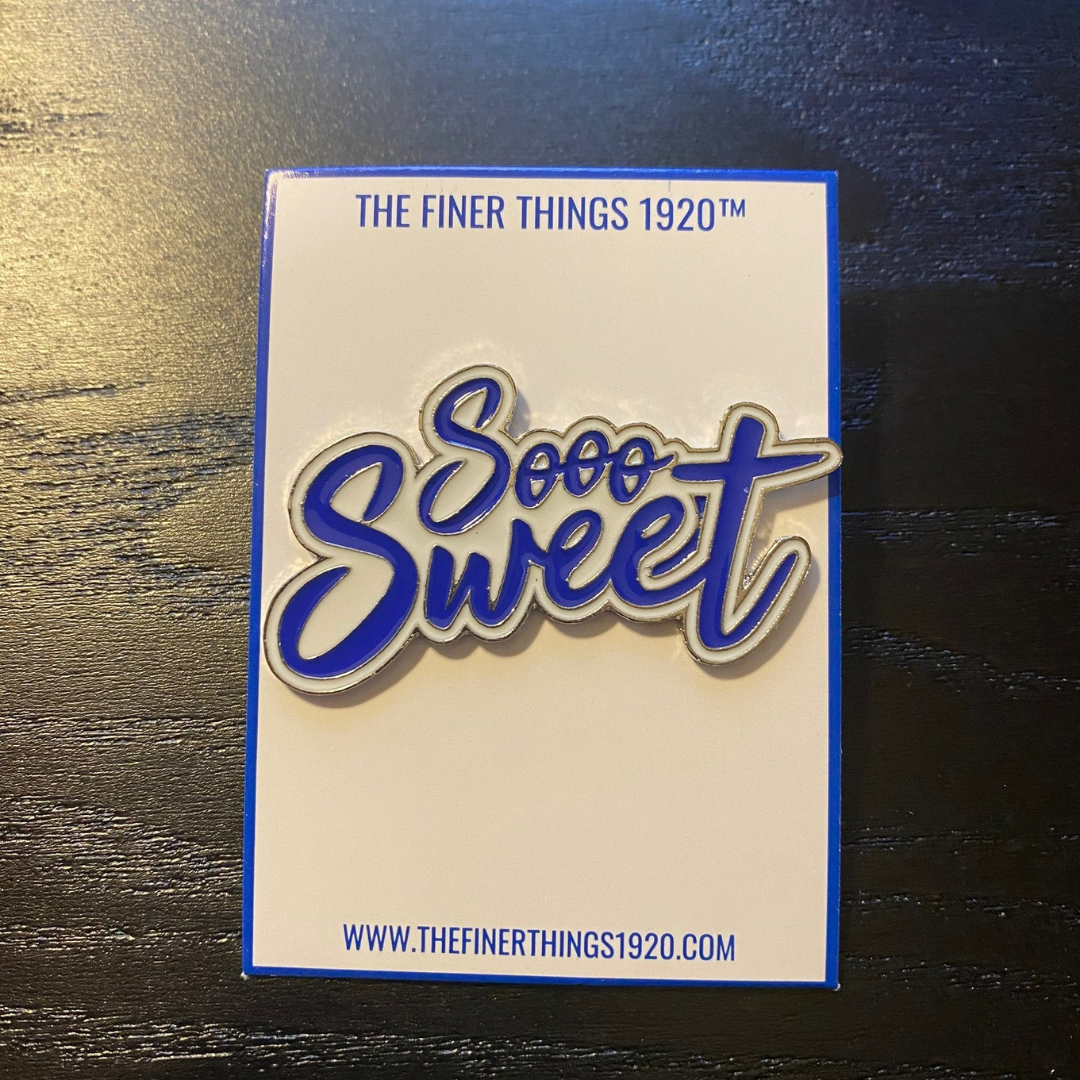 THE FINER THINGS 1920™
Sooo
Sweet
WWW.THEFINERTHINGS1920.COM